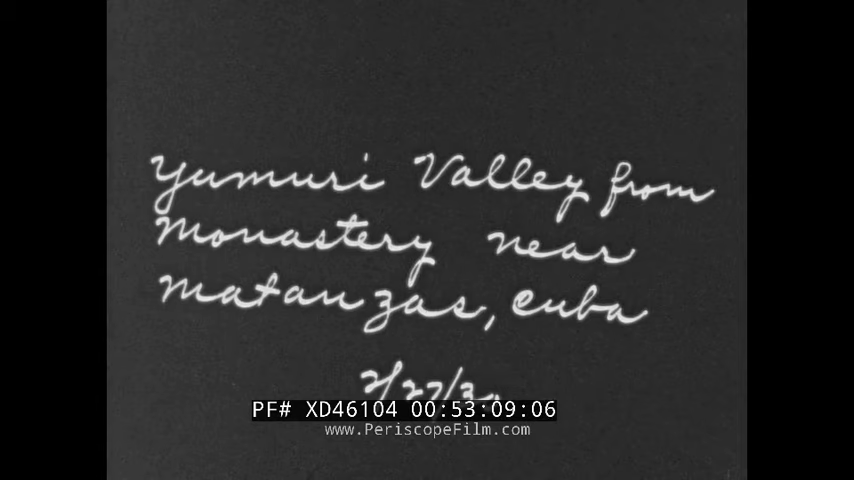 Yumuri Valley from
Monastery near
Matanzas, Cuba
PF# XD46104 00:53:09:06
www.PeriscopeFilm.com